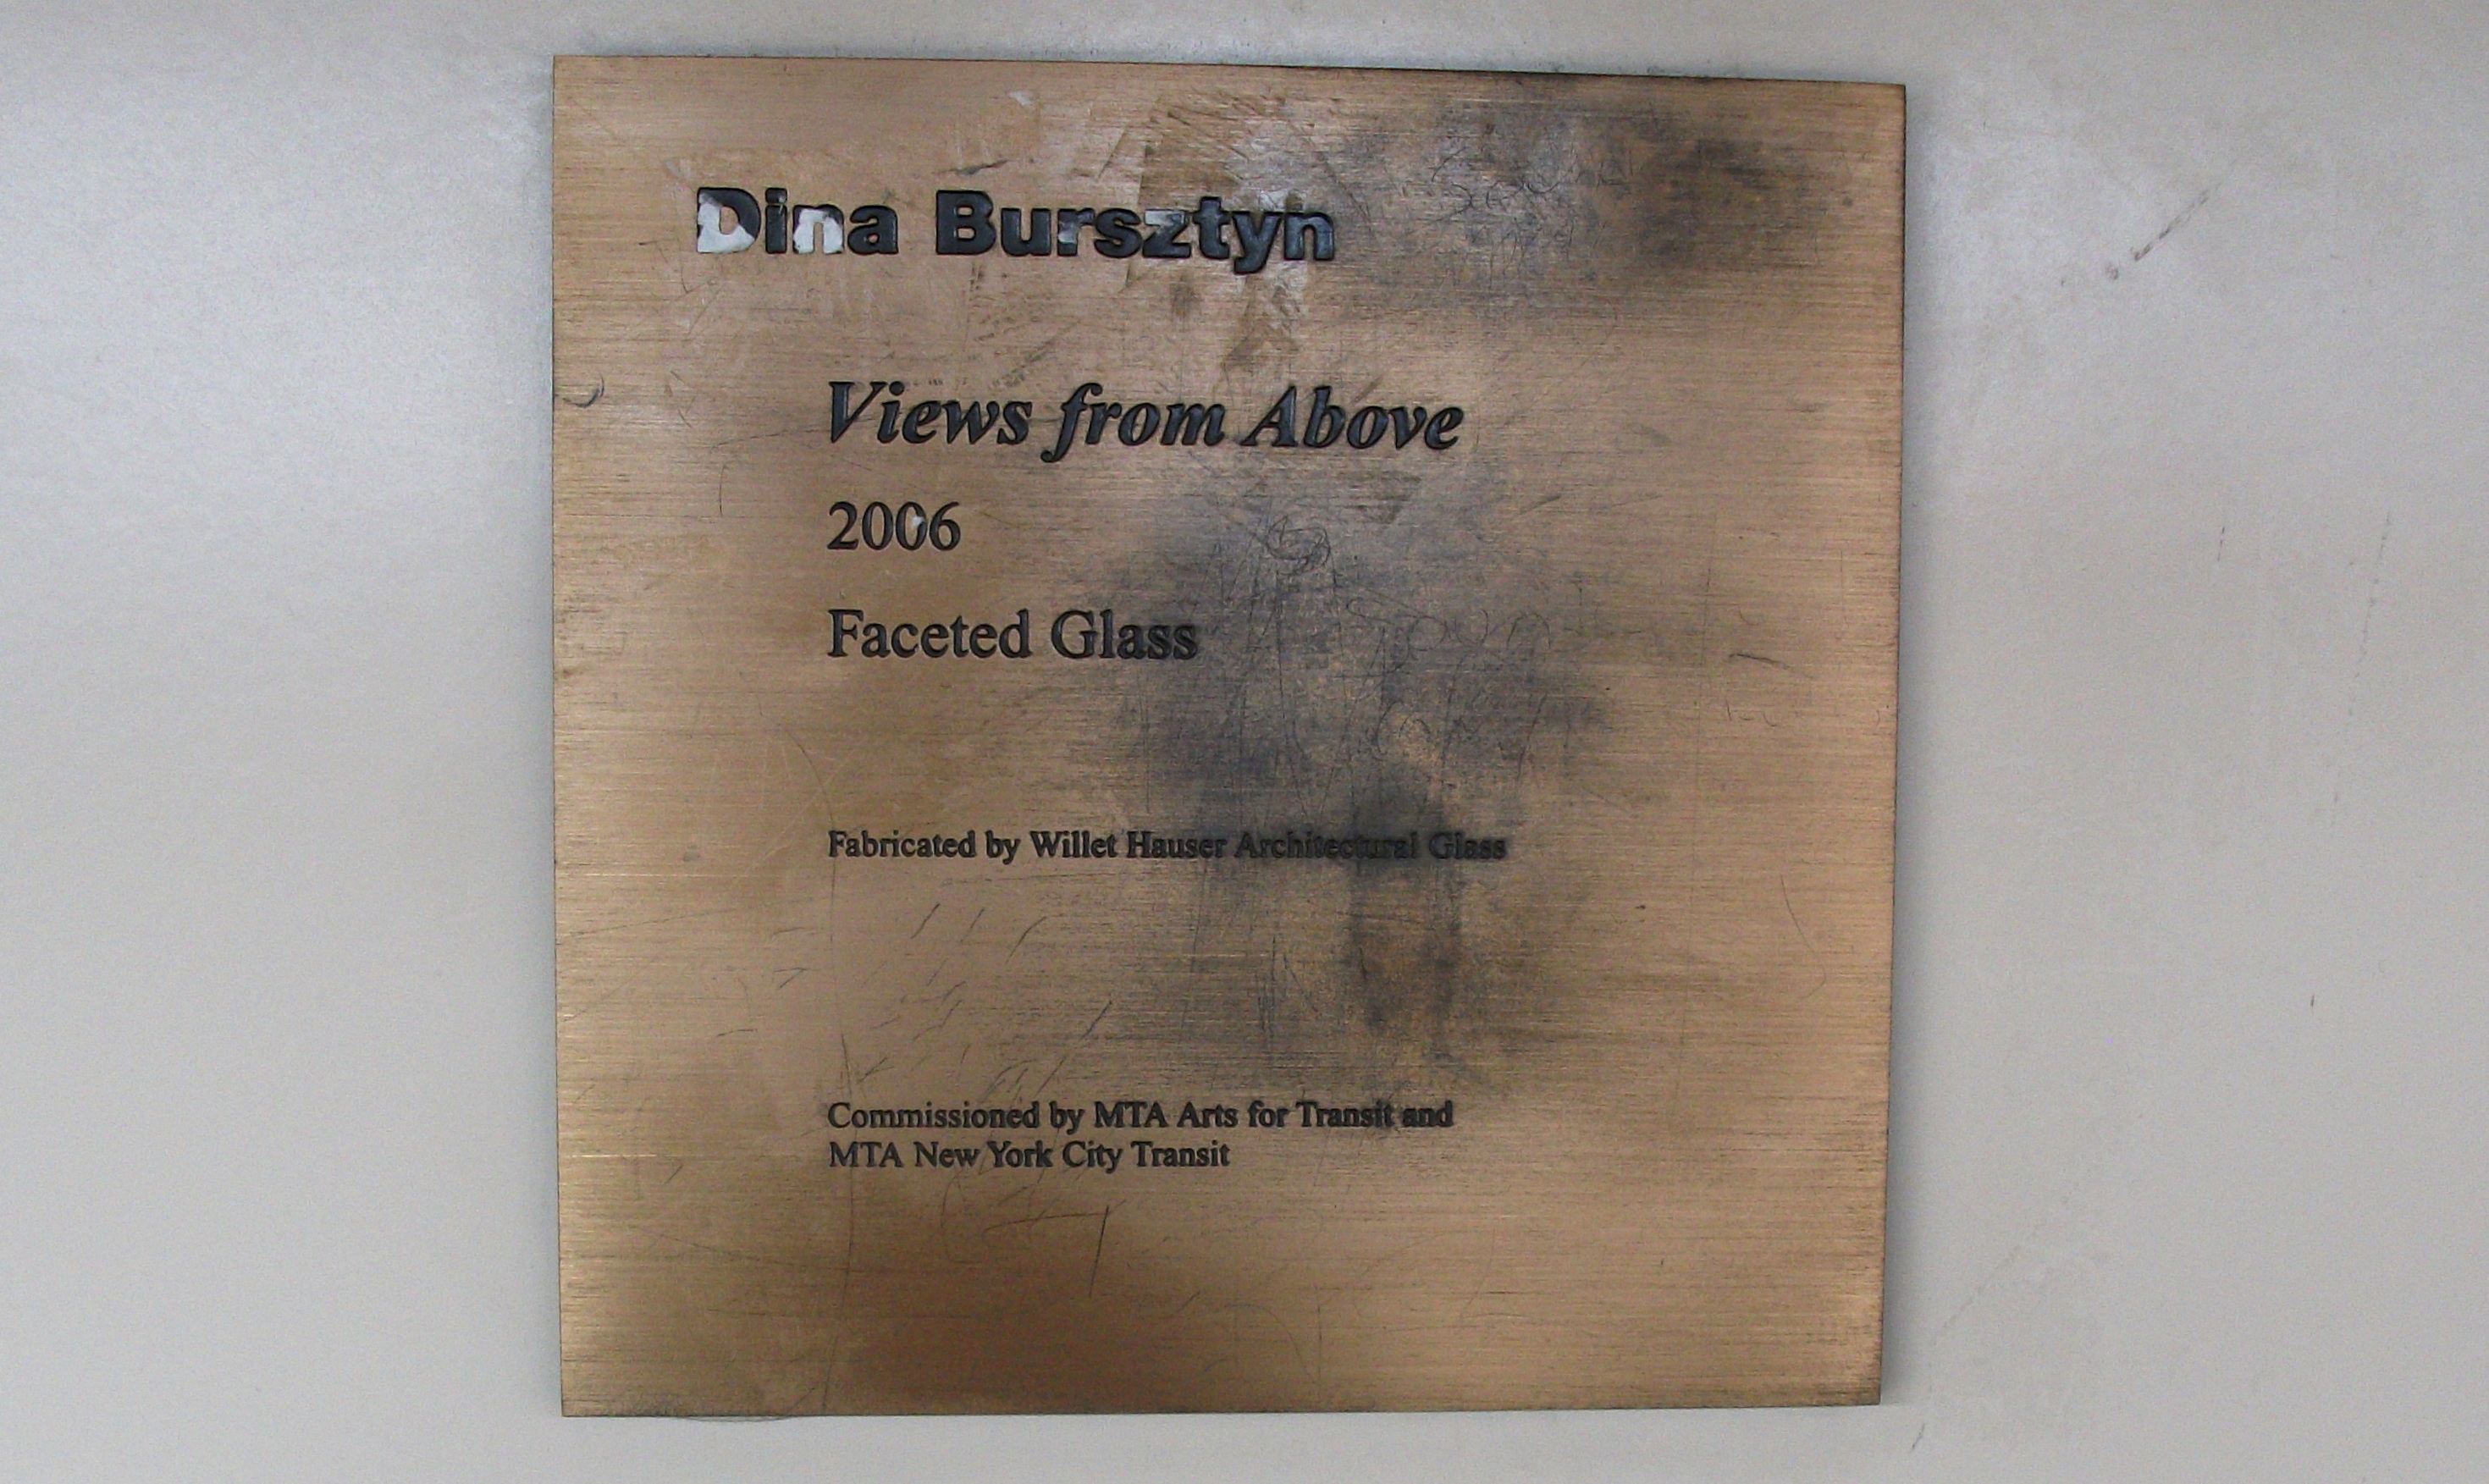 Dina Bursztyn
Views from Above
2006
Faceted Glass
Fabricated by Willet Hauser Architectural Glass
Commissioned by MTA Arts for Transit and
MTA New York City Transit